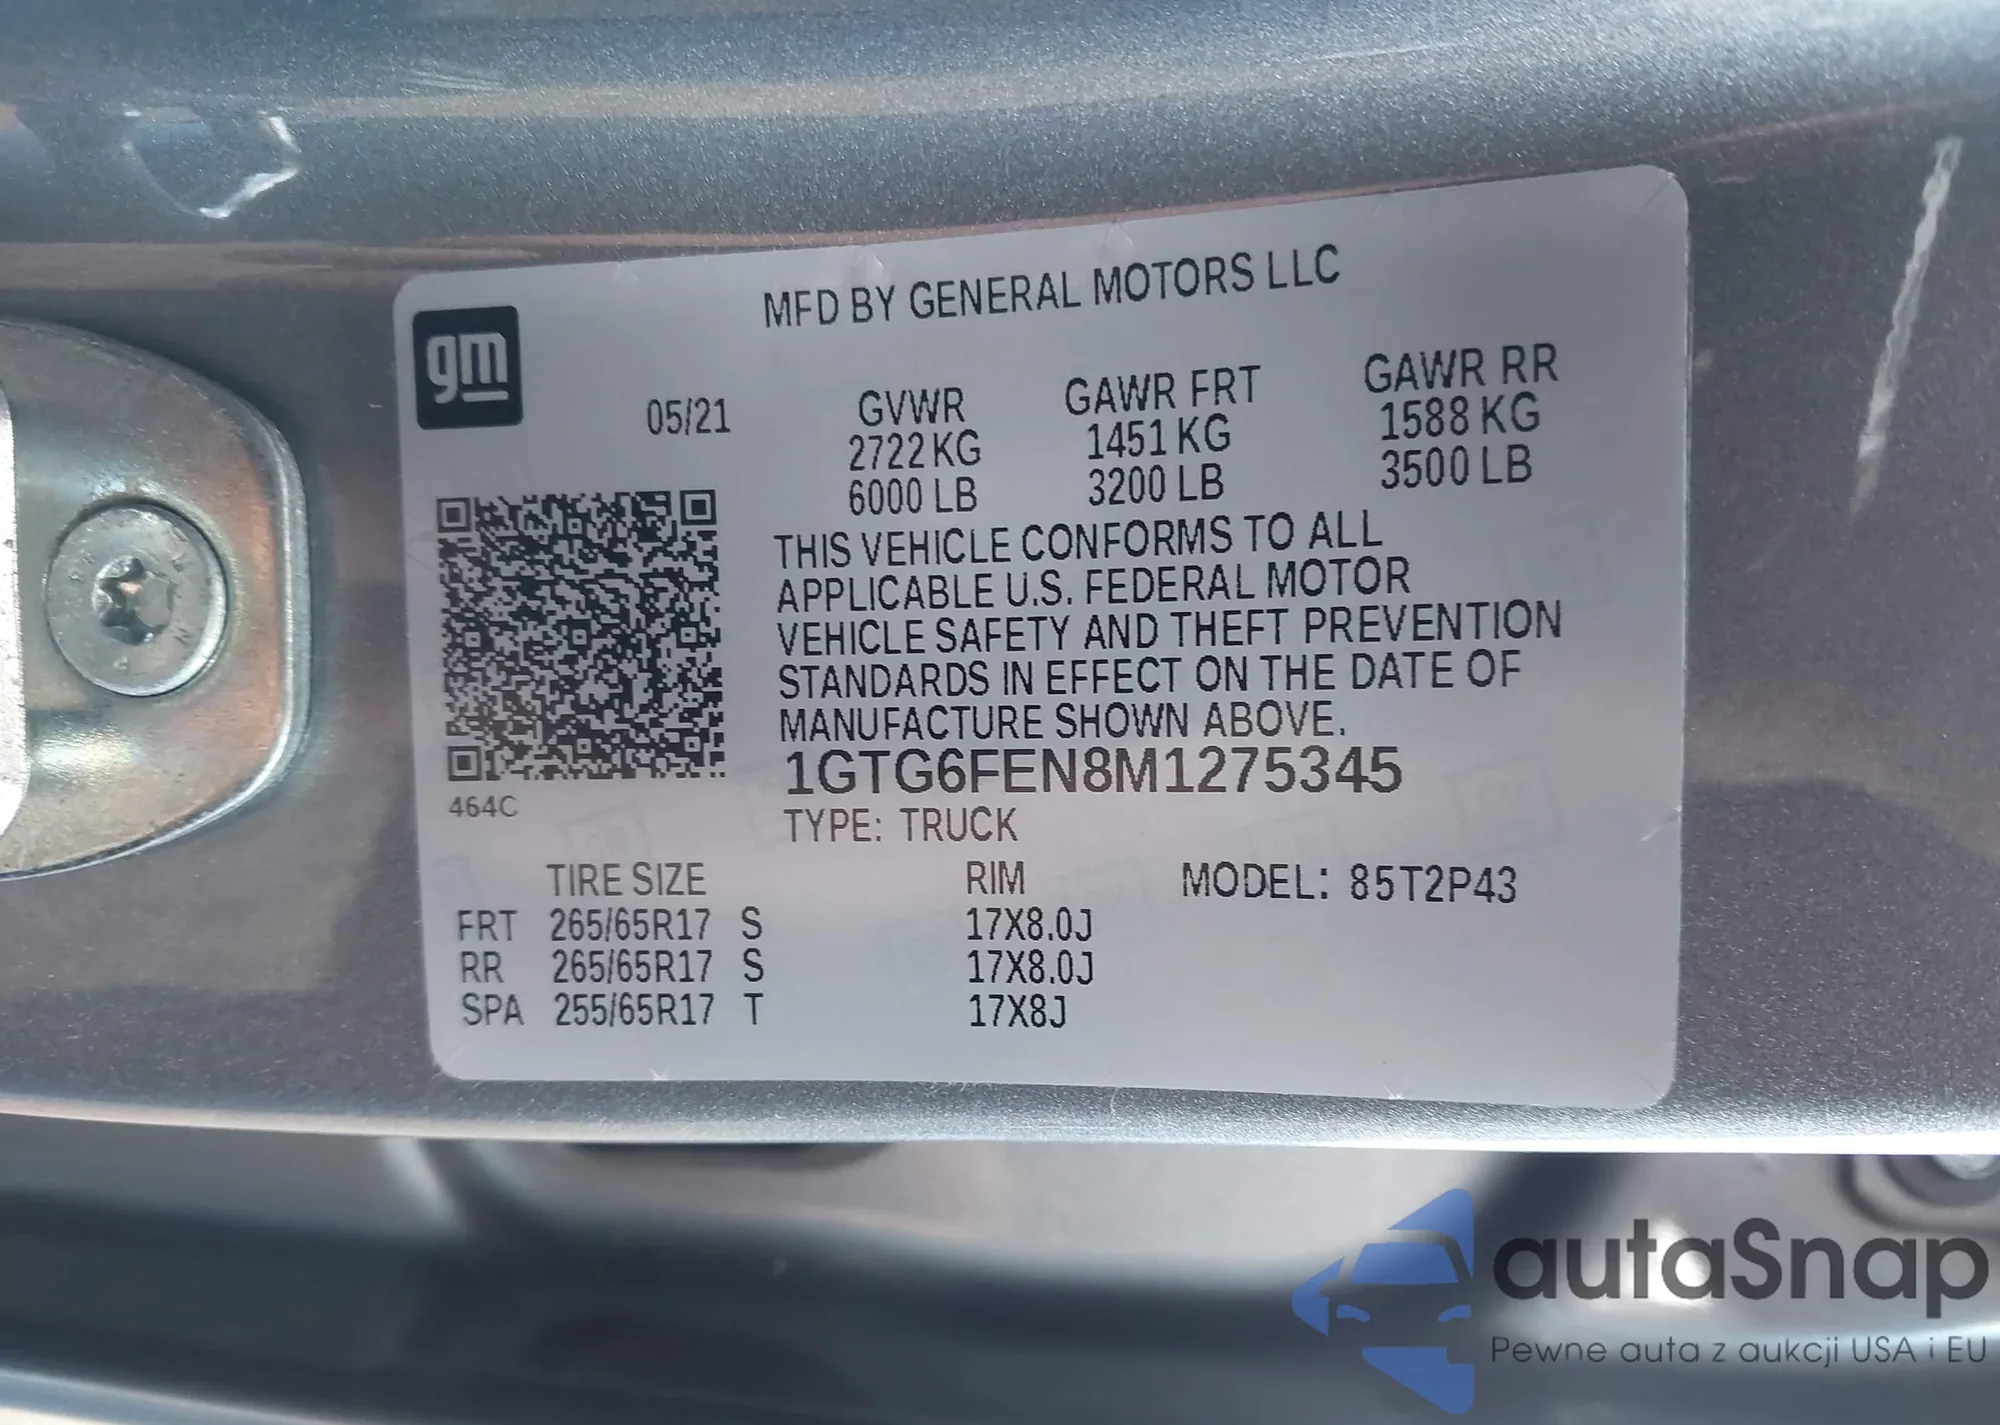 gm
MFD BY GENERAL MOTORS LLC
05/21
GVWR
2722 KG
6000 LB
GAWR FRT
1451 KG
3200 LB
GAWR RR
1588 KG
3500 LB
THIS VEHICLE CONFORMS TO ALL
APPLICABLE U.S. FEDERAL MOTOR
VEHICLE SAFETY AND THEFT PREVENTION
STANDARDS IN EFFECT ON THE DATE OF
MANUFACTURE SHOWN ABOVE.
1GTG6FEN8M1275345
464C
TYPE: TRUCK
TIRE SIZE RIM MODEL: 85T2P43
FRT 265/65R17 S 17X8.0J
RR 265/65R17 S 17X8.0J
SPA 255/65R17 T 17X8J
autaSnap
Pewne auta z aukcji USA i EU